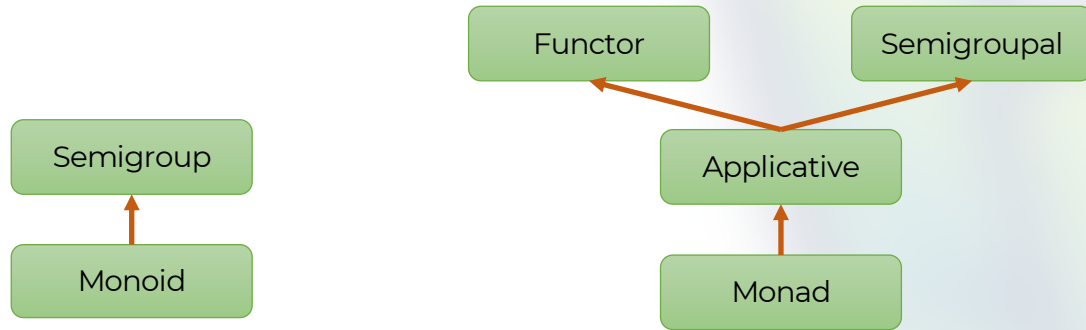 Functor
Semigroupal
Semigroup
Applicative
Monoid
Monad